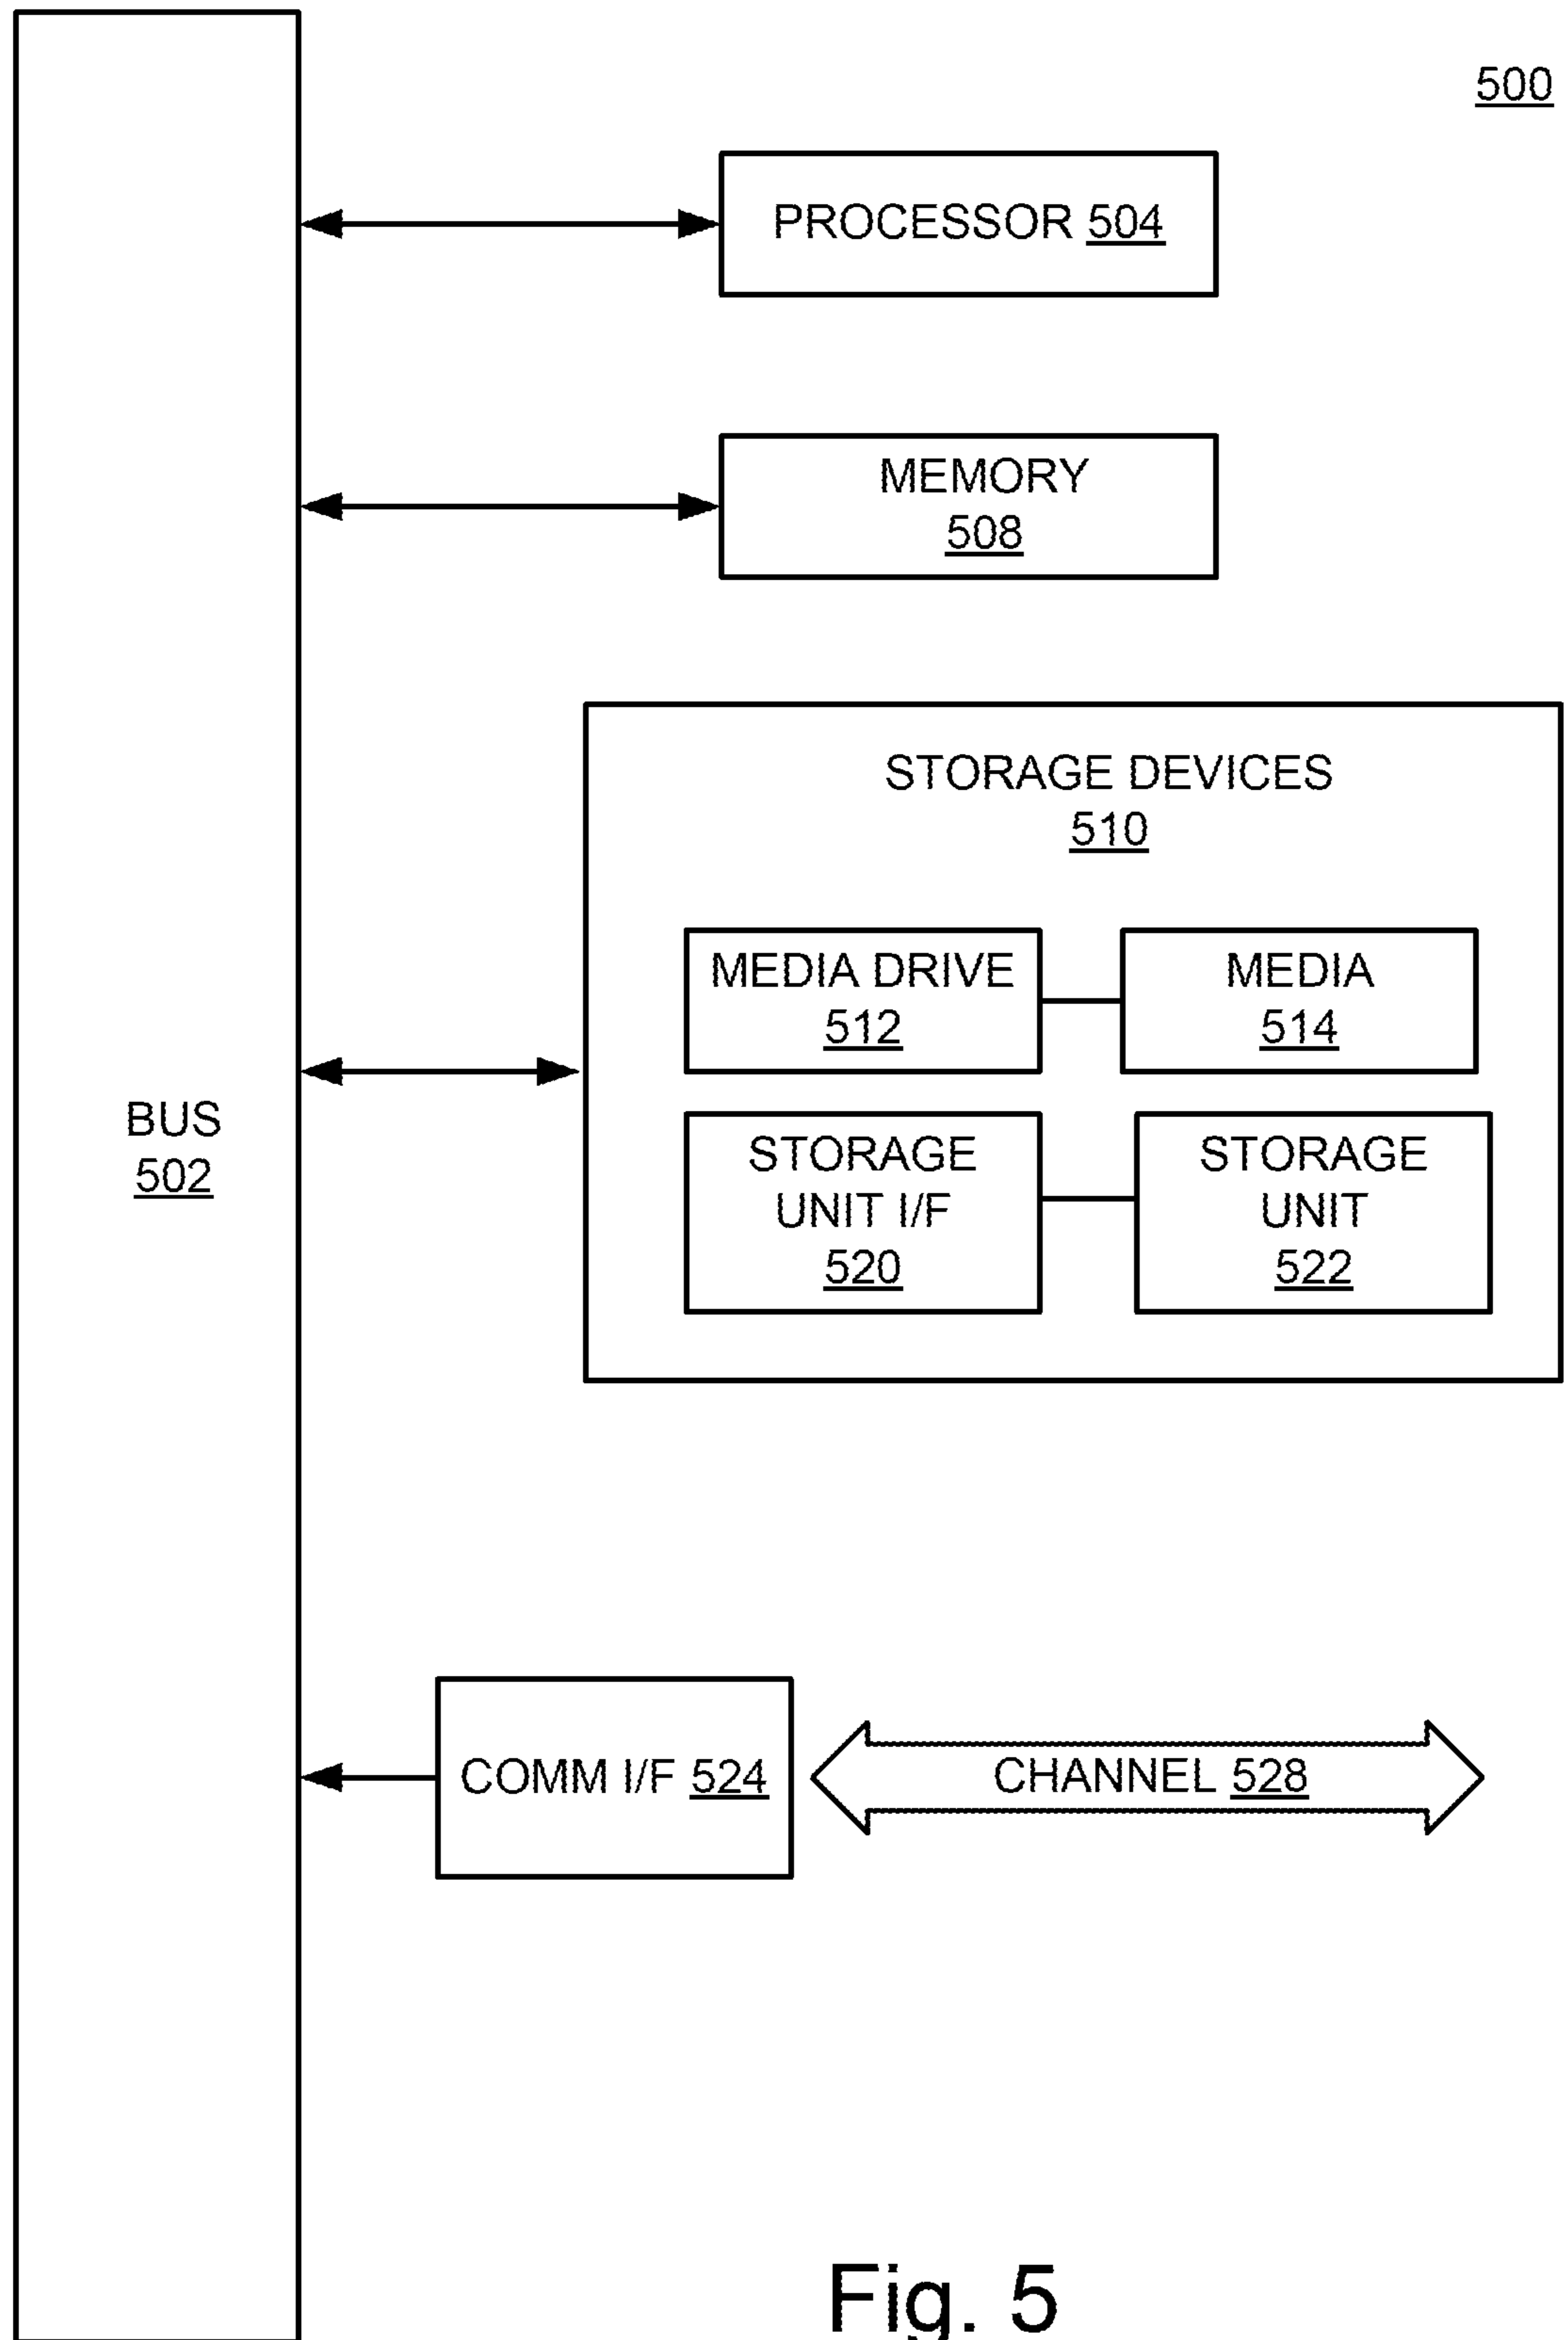 500
PROCESSOR 504
MEMORY
508
STORAGE DEVICES
510
MEDIA DRIVE
512
MEDIA
514
BUS
502
STORAGE
UNIT I/F
520
STORAGE
UNIT
522
COMM I/F 524
CHANNEL 528
Fig. 5